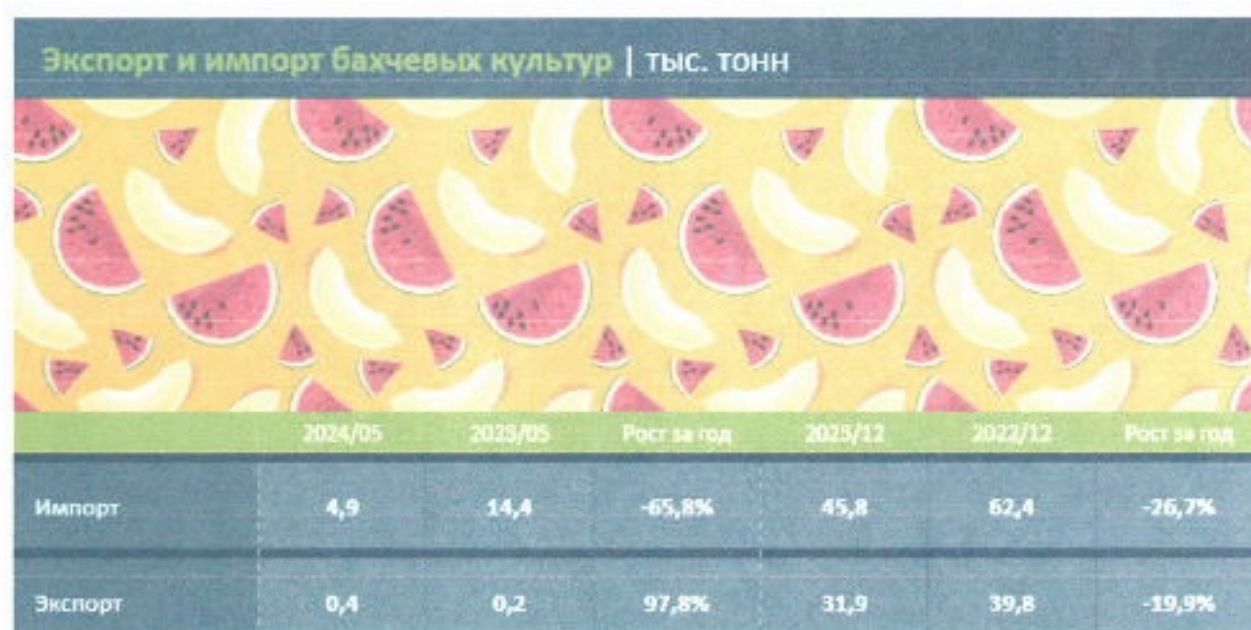 Экспорт и импорт бахчевых культур | тыс. тонн
2024/05 2023/05 Рост за год 2023/12 2022/12 Рост за год
Импорт 4,9 14,4 -65,8% 45,8 62,4 -26,7%
Экспорт 0,4 0,2 97,8% 31,9 39,8 -19,9%